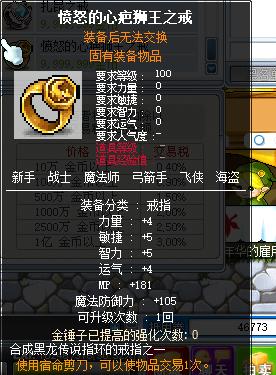 愤怒的心疤狮王之戒
装备后无法交换
固有装备物品
要求等级: 100
要求力量: -
要求敏捷: -
要求智力: -
要求运气: -
要求人气度: -
道具等级
道具经验值
新手 战士 魔法师 弓箭手 飞侠 海盗
装备分类: 戒指
力量: +4
敏捷: +5
智力: +5
运气: +4
MP: +181
魔法防御力: +105
可升级次数: 1回
金锤子已提高的强化次数: 0
合成黑龙传说指环的戒指之一
使用宿命剪刀,可以使物品交易1次。
46773